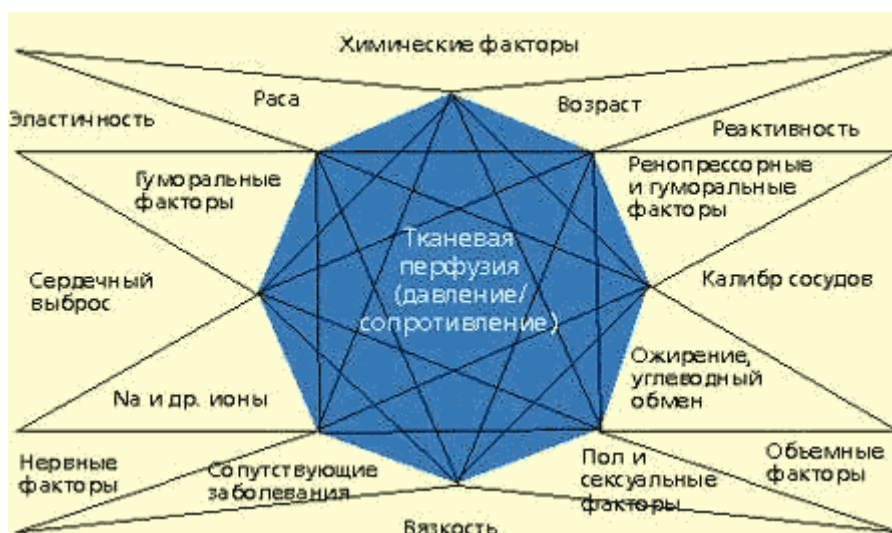 Химические факторы
Раса
Возраст
Эластичность
Реактивность
Гуморальные
факторы
Ренопрессорные
и гуморальные
факторы
Тканевая
перфузия
(давление/
сопротивление)
Сердечный
выброс
Калибр сосудов
Na и др. ионы
Ожирение,
углеводный
обмен
Нервные
факторы
Сопутствующие
заболевания
Пол и
сексуальные
факторы
Объемные
факторы
Вязкость